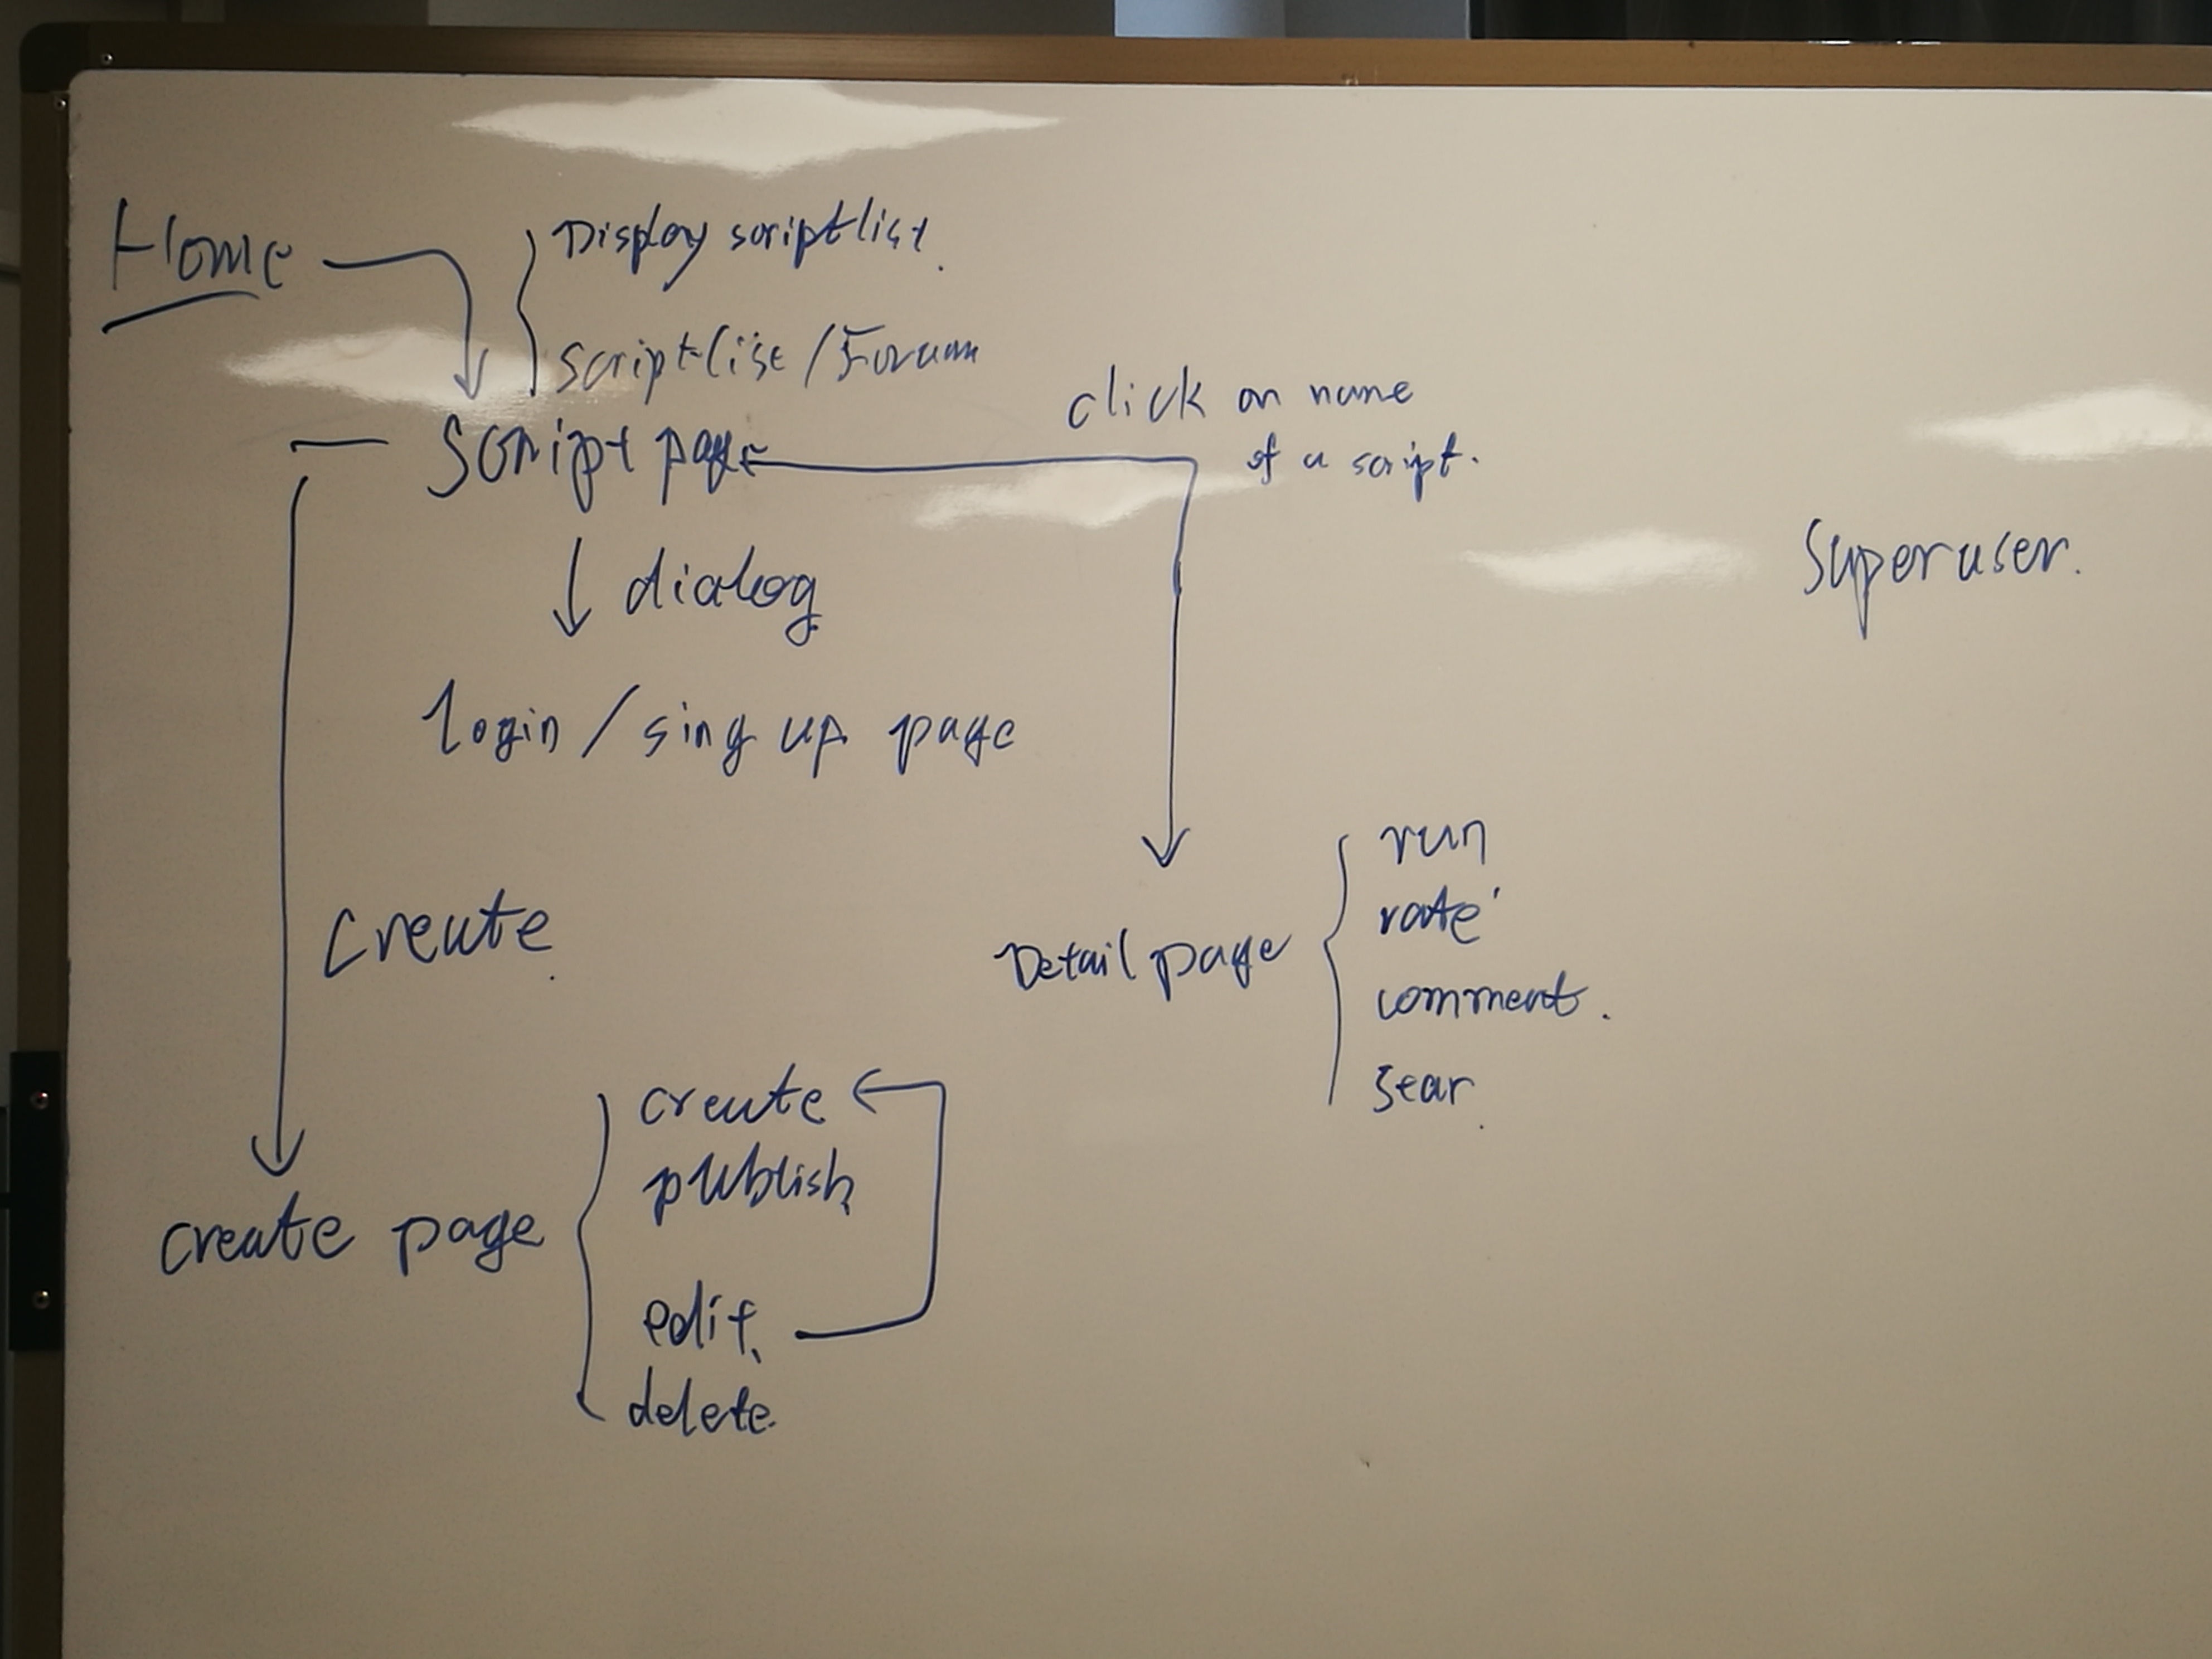 Home
Display scriptlist.
scriptlist / Forum
script page
click on name
of a script.
dialog
Superuser.
login / sing up page
run
rate
comment.
sear
Detail page
Create.
create
publish
edit
delete.
create page